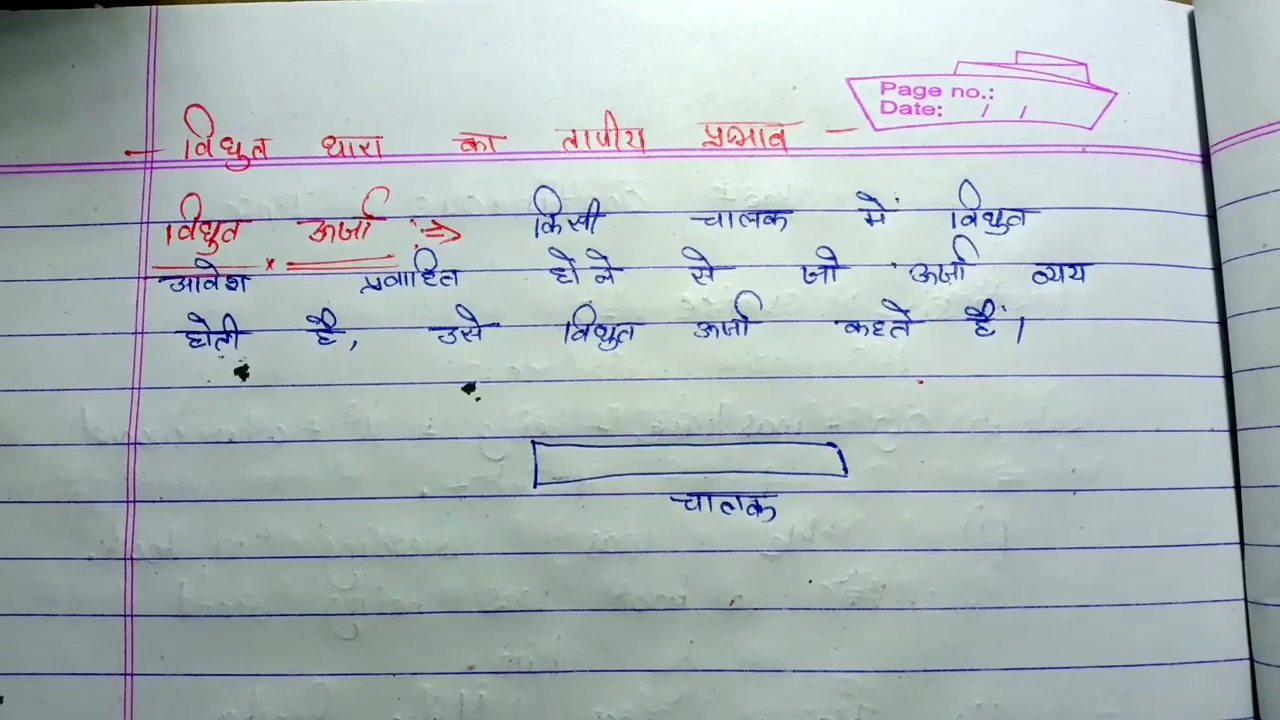 Page no.:
Date: / /
– विधुत धारा का तापीय प्रभाव –
विधुत ऊर्जा :⇒ किसी चालक में विधुत
आवेश प्रवाहित होने से जो ऊर्जा व्यय
होती है, उसे विधुत ऊर्जा कहते हैं।
चालक